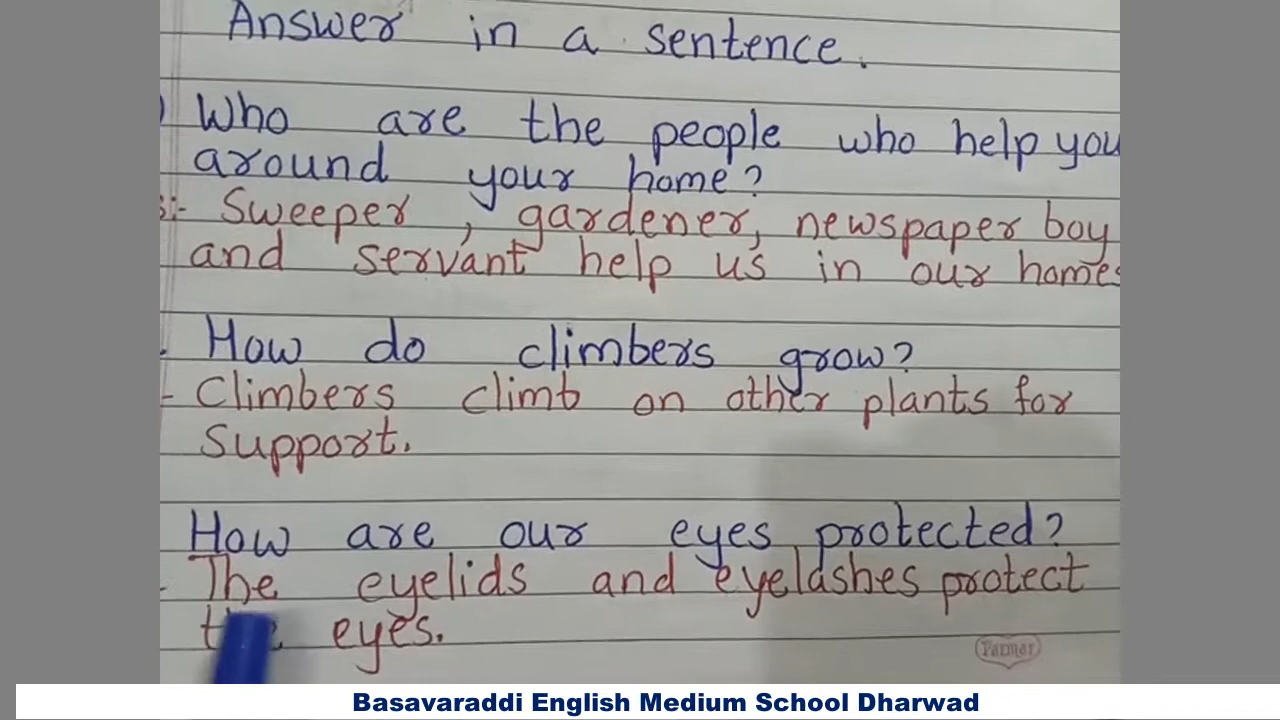 Answer in a sentence.
) Who are the people who help you
around your home?
s:- Sweeper, gardener, newspaper boy
and servant help us in our homes
. How do climbers grow?
- Climbers climb on other plants for
support.
How are our eyes protected?
- The eyelids and eyelashes protect
eyes.
Parmar
Basavaraddi English Medium School Dharwad